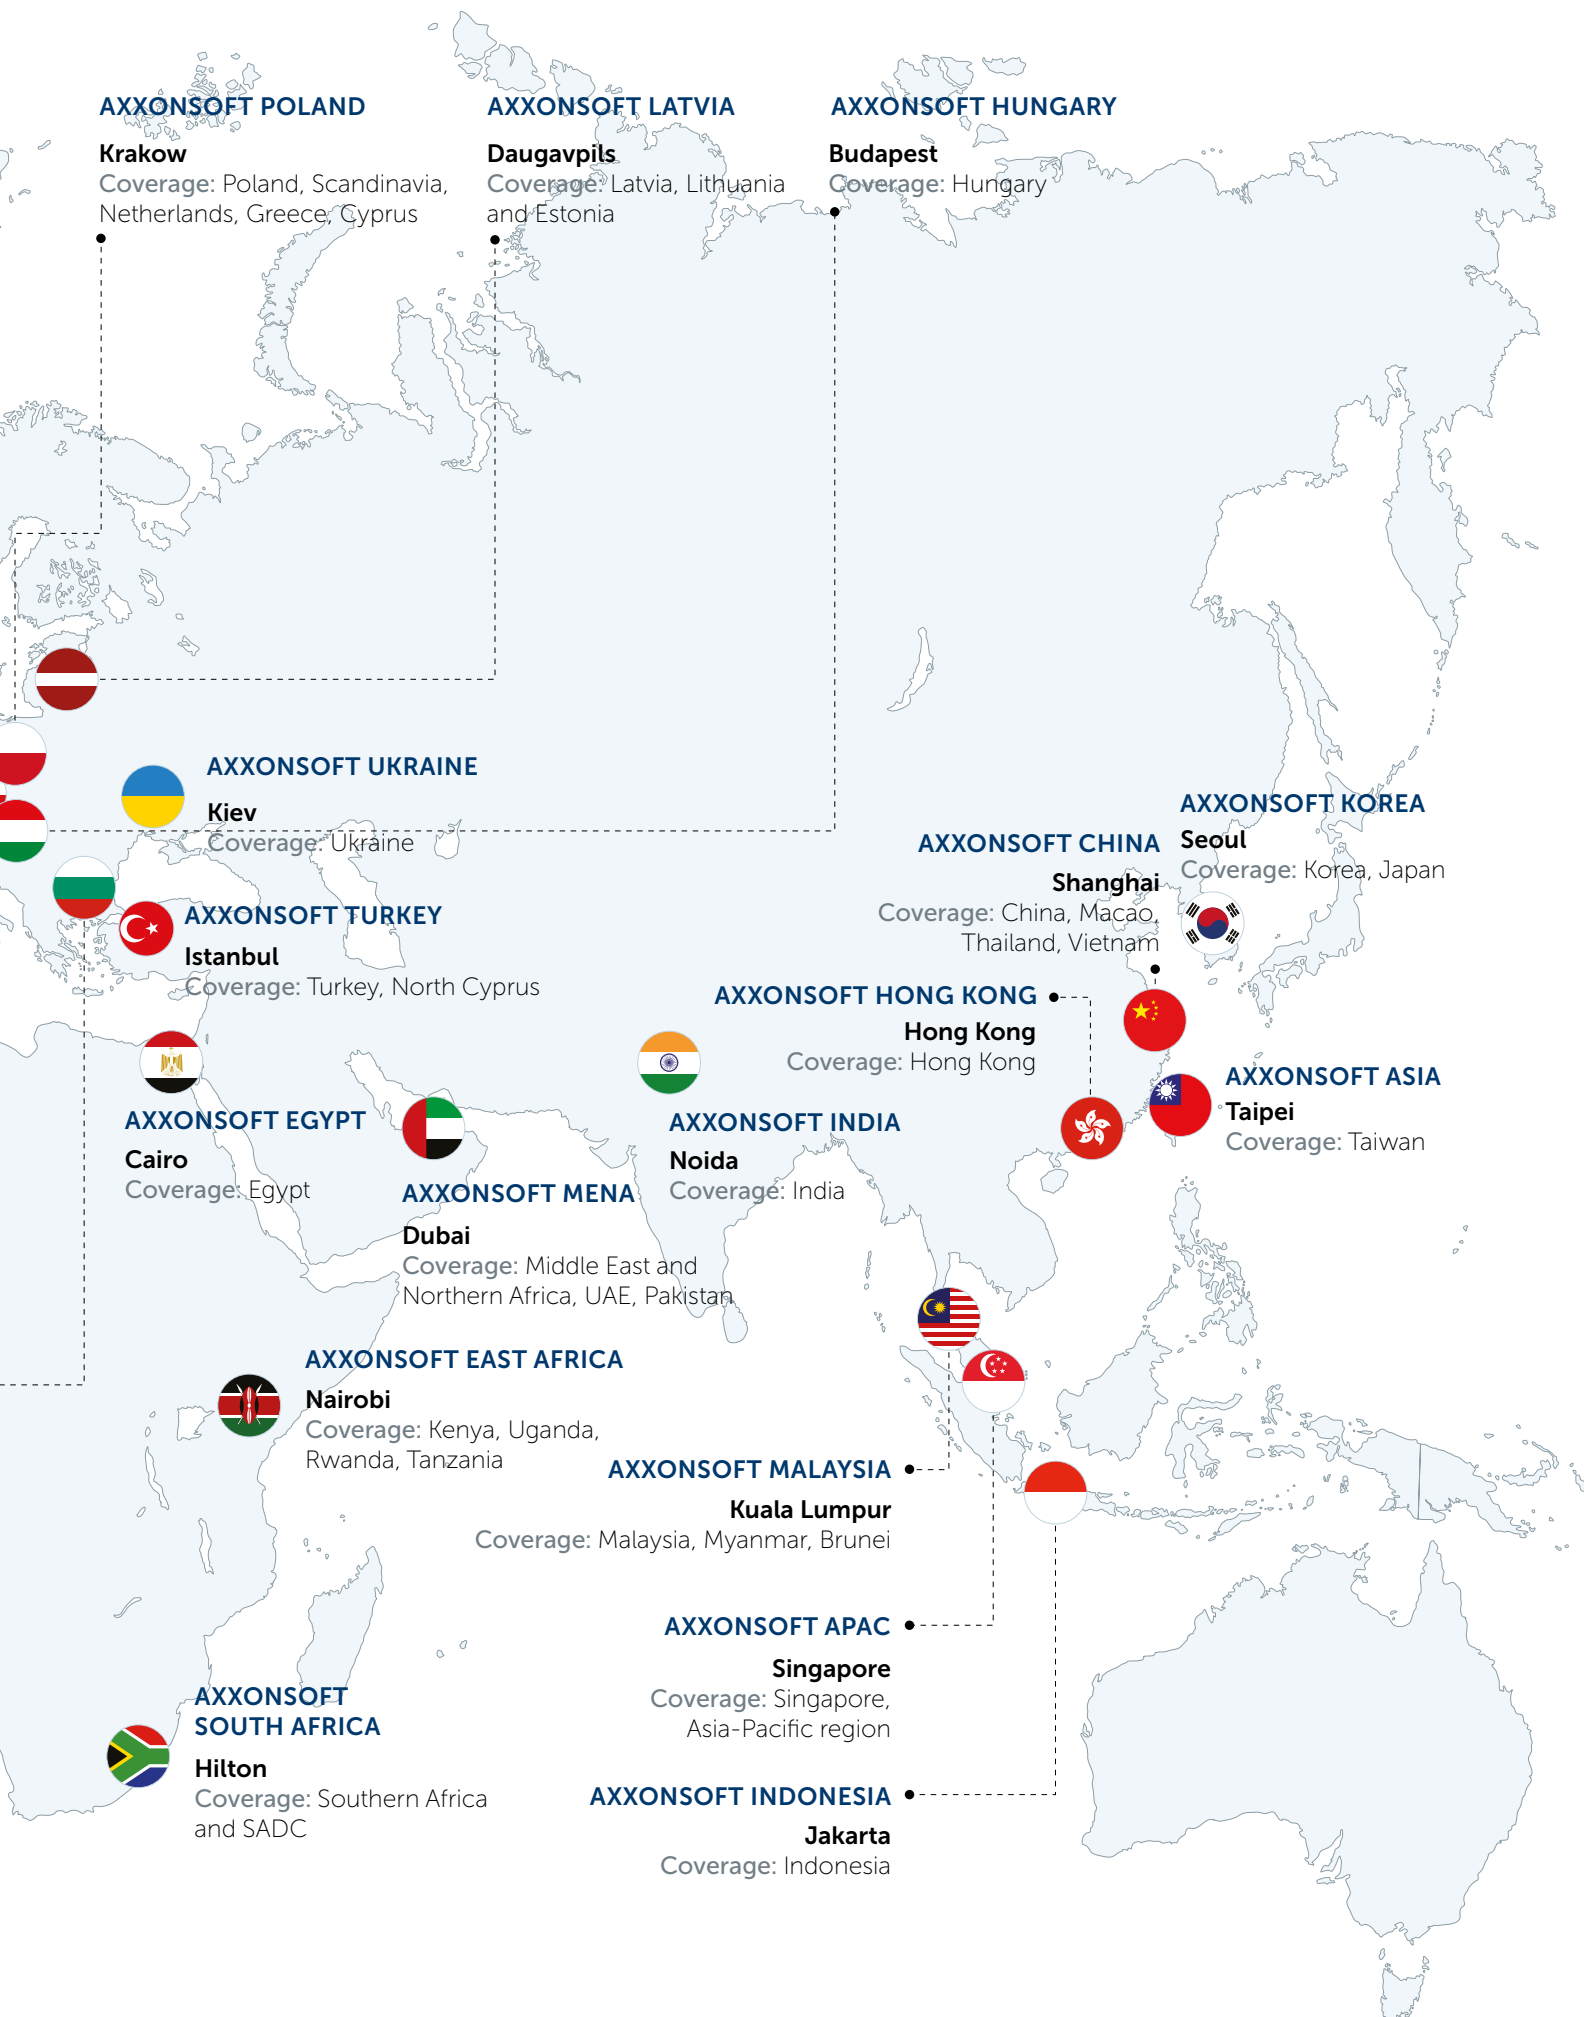 AXXONSOFT POLAND
Krakow
Coverage: Poland, Scandinavia,
Netherlands, Greece, Cyprus
AXXONSOFT LATVIA
Daugavpils
Coverage: Latvia, Lithuania
and Estonia
AXXONSOFT HUNGARY
Budapest
Coverage: Hungary
AXXONSOFT UKRAINE
Kiev
Coverage: Ukraine
AXXONSOFT KOREA
Seoul
Coverage: Korea, Japan
AXXONSOFT CHINA
Shanghai
Coverage: China, Macao,
Thailand, Vietnam
AXXONSOFT TURKEY
Istanbul
Coverage: Turkey, North Cyprus
AXXONSOFT HONG KONG
Hong Kong
Coverage: Hong Kong
AXXONSOFT ASIA
Taipei
Coverage: Taiwan
AXXONSOFT EGYPT
Cairo
Coverage: Egypt
AXXONSOFT INDIA
Noida
Coverage: India
AXXONSOFT MENA
Dubai
Coverage: Middle East and
Northern Africa, UAE, Pakistan
AXXONSOFT EAST AFRICA
Nairobi
Coverage: Kenya, Uganda,
Rwanda, Tanzania
AXXONSOFT MALAYSIA
Kuala Lumpur
Coverage: Malaysia, Myanmar, Brunei
AXXONSOFT APAC
Singapore
Coverage: Singapore,
Asia-Pacific region
AXXONSOFT
SOUTH AFRICA
Hilton
Coverage: Southern Africa
and SADC
AXXONSOFT INDONESIA
Jakarta
Coverage: Indonesia